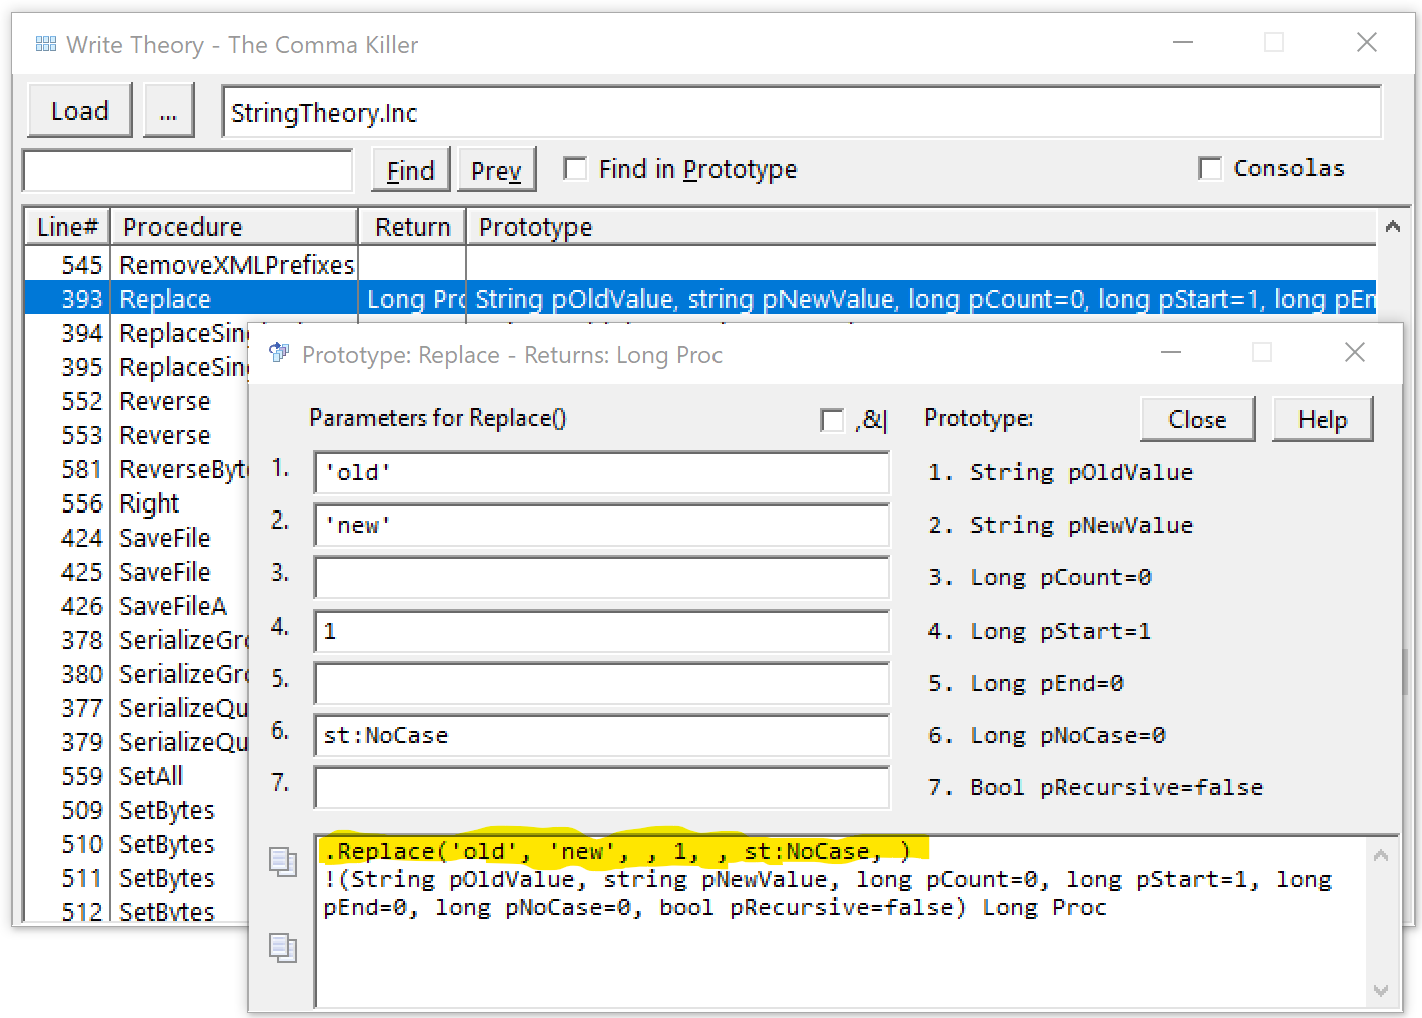 Write Theory - The Comma Killer
Load ... StringTheory.Inc
Find Prev Find in Prototype Consolas
Line# Procedure Return Prototype
545 RemoveXMLPrefixes
393 Replace Long Pro String pOldValue, string pNewValue, long pCount=0, long pStart=1, long pEn
394 ReplaceSin
395 ReplaceSin
552 Reverse
553 Reverse
581 ReverseByt
556 Right
424 SaveFile
425 SaveFile
426 SaveFileA
378 SerializeGr
380 SerializeGr
377 SerializeQu
379 SerializeQu
559 SetAll
509 SetBytes
510 SetBytes
511 SetBytes
512 SetBytes
Prototype: Replace - Returns: Long Proc
Parameters for Replace() ,&| Prototype: Close Help
1. 'old' 1. String pOldValue
2. 'new' 2. String pNewValue
3. 3. Long pCount=0
4. 1 4. Long pStart=1
5. 5. Long pEnd=0
6. st:NoCase 6. Long pNoCase=0
7. 7. Bool pRecursive=false
.Replace('old', 'new', , 1, , st:NoCase, )
!(String pOldValue, string pNewValue, long pCount=0, long pStart=1, long
pEnd=0, long pNoCase=0, bool pRecursive=false) Long Proc